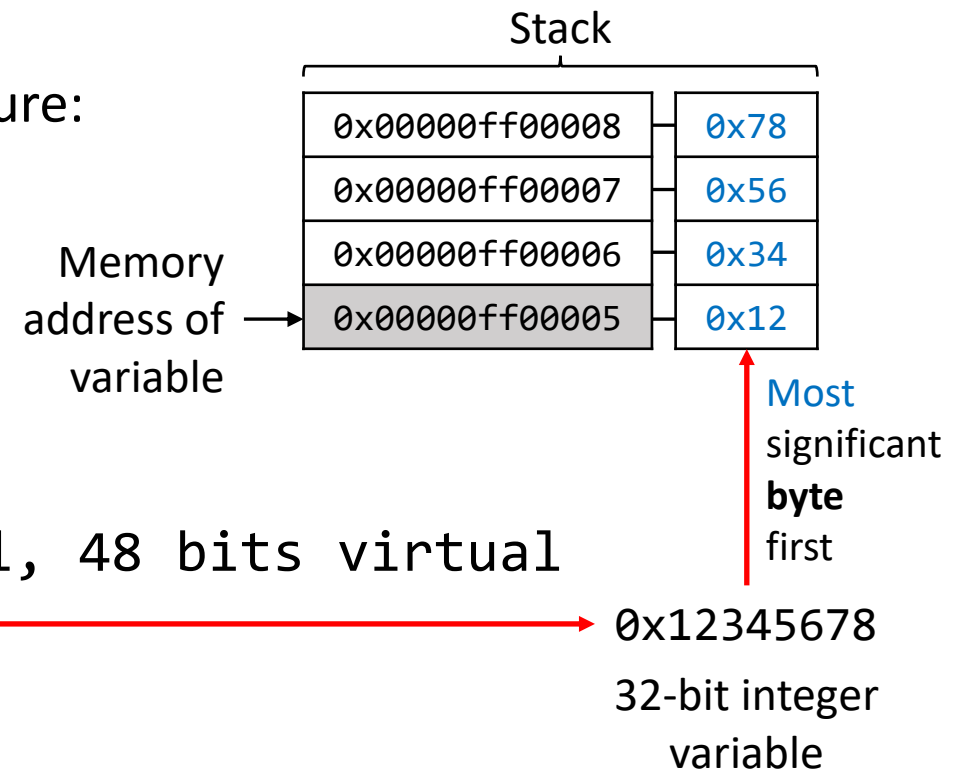 Stack
ure:
0x00000ff00008 0x78
0x00000ff00007 0x56
0x00000ff00006 0x34
0x00000ff00005 0x12
Memory
address of
variable
Most
significant
byte
first
l, 48 bits virtual
0x12345678
32-bit integer
variable